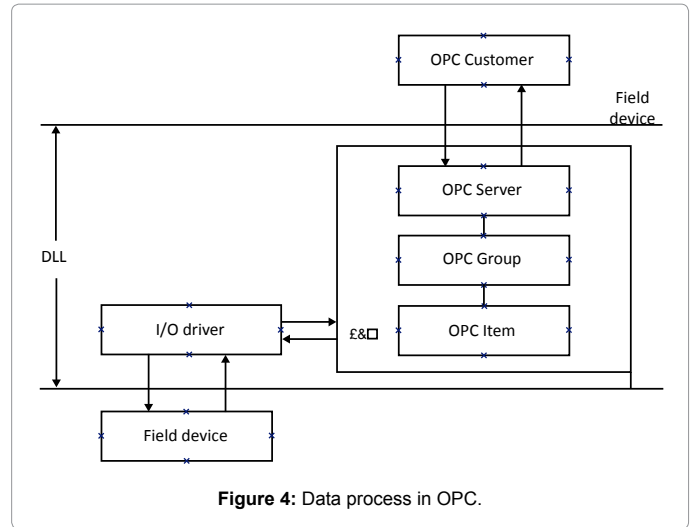 OPC Customer
Field
device
OPC Server
DLL
OPC Group
I/O driver
£&□
OPC Item
Field device
Figure 4: Data process in OPC.